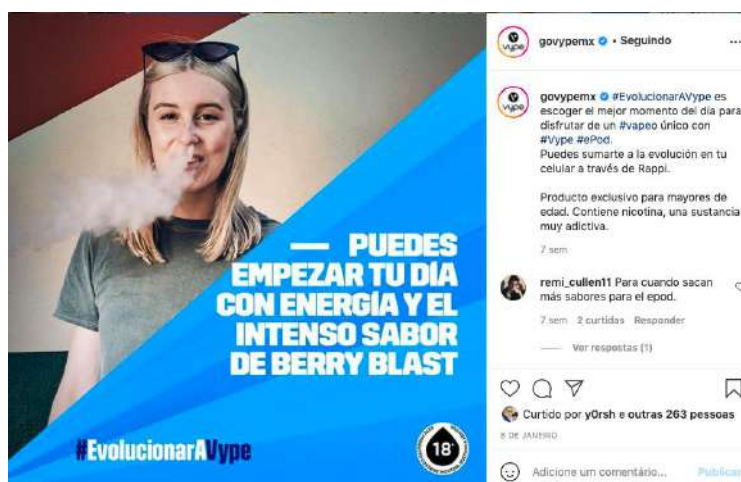 — PUEDES
EMPEZAR TU DÍA
CON ENERGÍA Y EL
INTENSO SABOR
DE BERRY BLAST
#EvolucionarAVype
18+
vype
govypemx • Seguindo
...
vype
govypemx #EvolucionarAVype es
escoger el mejor momento del día para
disfrutar de un #vapeo único con
#Vype #ePod.
Puedes sumarte a la evolución en tu
celular a través de Rappi.
Producto exclusivo para mayores de
edad. Contiene nicotina, una sustancia
muy adictiva.
7 sem
remi_cullen11 Para cuando sacan
más sabores para el epod.
7 sem 2 curtidas Responder
Ver respostas (1)
Curtido por y0rsh e outras 263 pessoas
8 DE JANEIRO
Adicione um comentário... Publicar